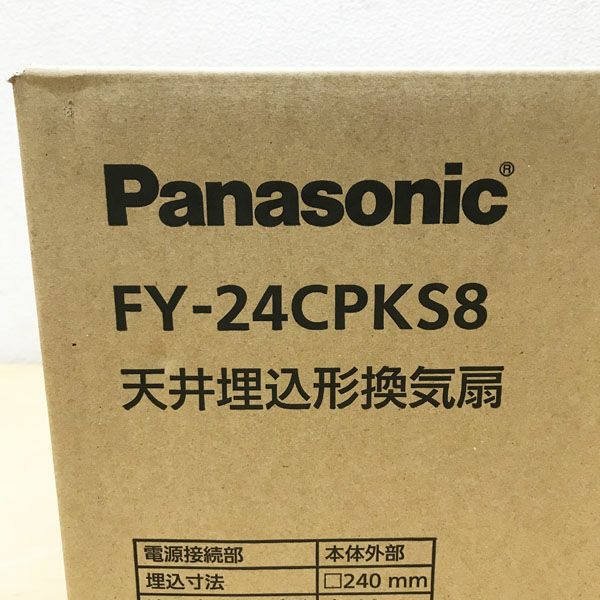 Panasonic®
FY-24CPKS8
天井埋込形換気扇
電源接続部 本体外部
埋込寸法 □240 mm